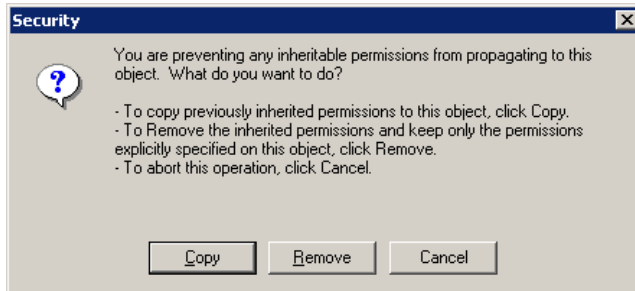 Security
You are preventing any inheritable permissions from propagating to this
object.  What do you want to do?
- To copy previously inherited permissions to this object, click Copy.
- To Remove the inherited permissions and keep only the permissions
explicitly specified on this object, click Remove.
- To abort this operation, click Cancel.
Copy Remove Cancel